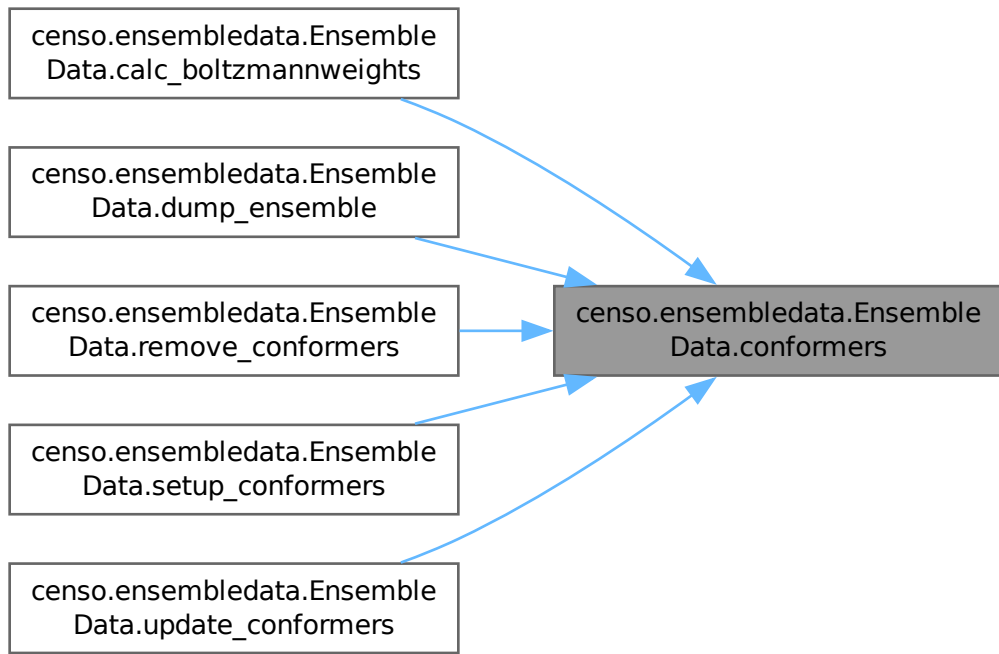 censo.ensembledata.Ensemble
Data.calc_boltzmannweights
censo.ensembledata.Ensemble
Data.dump_ensemble
censo.ensembledata.Ensemble
Data.remove_conformers
censo.ensembledata.Ensemble
Data.conformers
censo.ensembledata.Ensemble
Data.setup_conformers
censo.ensembledata.Ensemble
Data.update_conformers